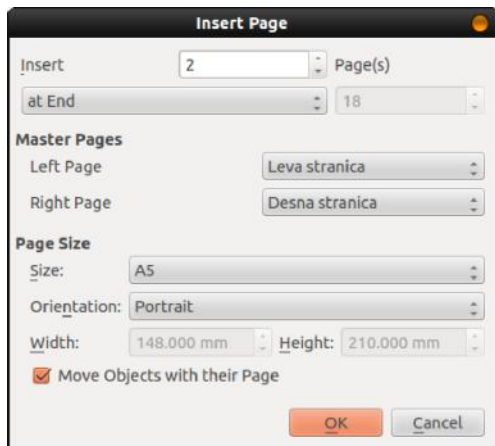 Insert Page
Insert 2 Page(s)
at End 18
Master Pages
Left Page Leva stranica
Right Page Desna stranica
Page Size
Size: A5
Orientation: Portrait
Width: 148.000 mm Height: 210.000 mm
Move Objects with their Page
OK Cancel